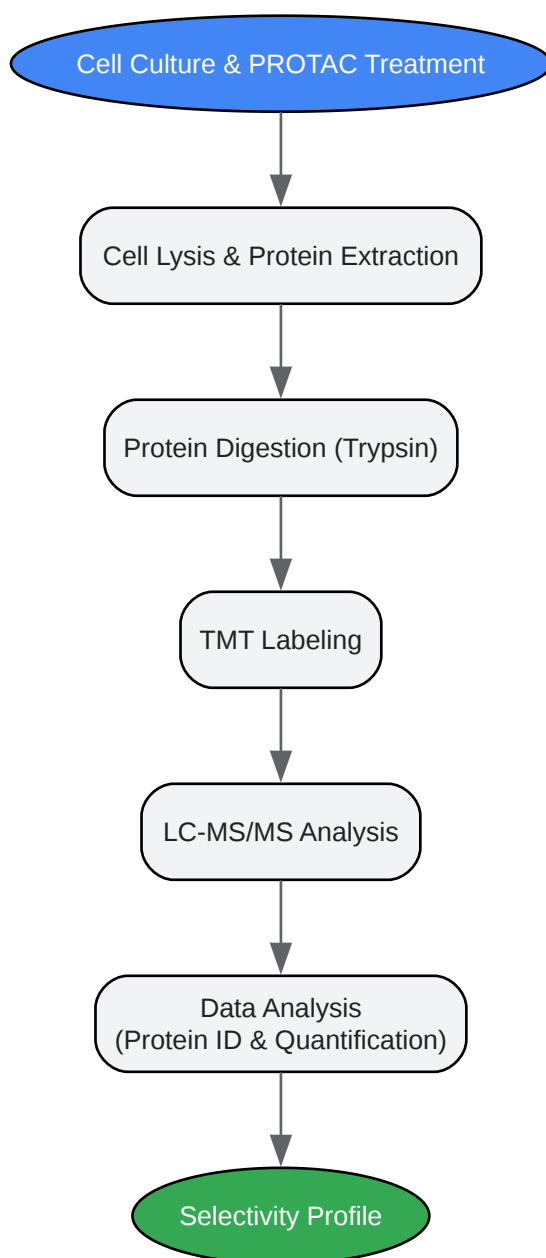 Cell Culture & PROTAC Treatment
Cell Lysis & Protein Extraction
Protein Digestion (Trypsin)
TMT Labeling
LC-MS/MS Analysis
Data Analysis
(Protein ID & Quantification)
Selectivity Profile